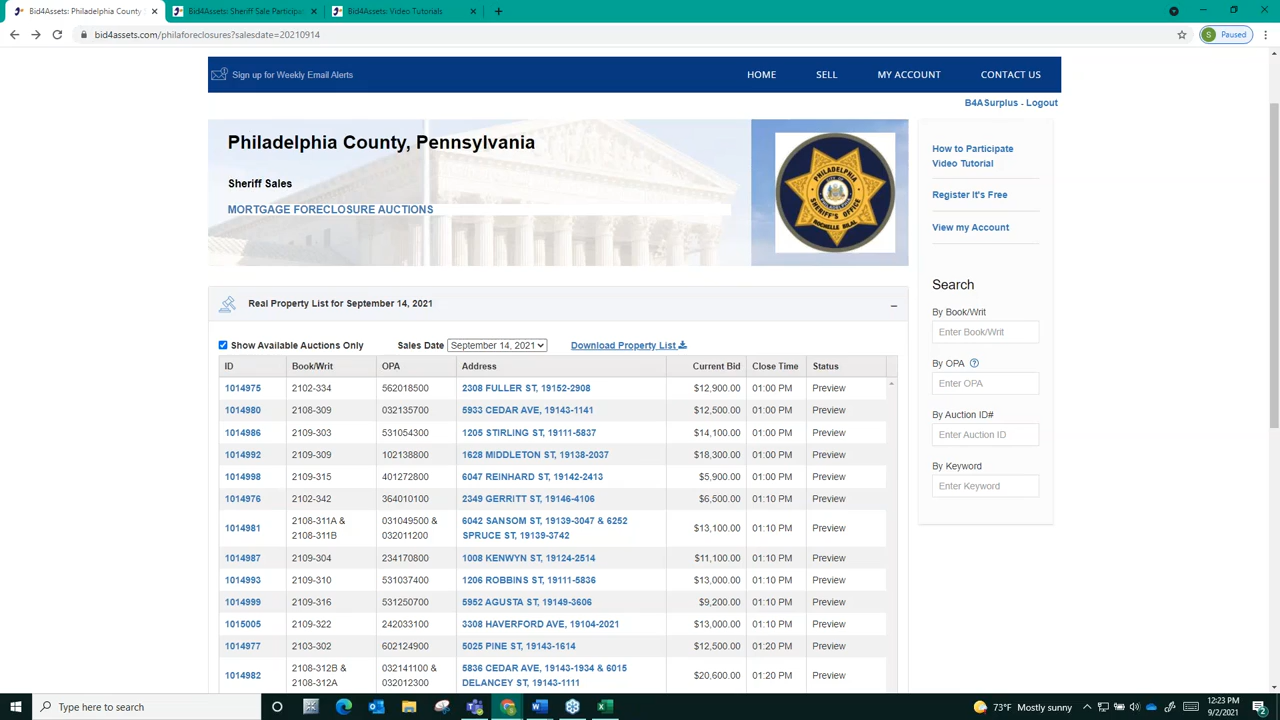 Bid4Assets: Philadelphia County
Bid4Assets: Sheriff Sale Particip
Bid4Assets: Video Tutorials
bid4assets.com/philaforeclosures?salesdate=20210914
S Paused
Sign up for Weekly Email Alerts
HOME SELL MY ACCOUNT CONTACT US
B4ASurplus - Logout
Philadelphia County, Pennsylvania
Sheriff Sales
MORTGAGE FORECLOSURE AUCTIONS
PHILADELPHIA
SHERIFF'S OFFICE
ROCHELLE BILAL
How to Participate
Video Tutorial
Register It's Free
View my Account
Search
By Book/Writ
Enter Book/Writ
By OPA
Enter OPA
By Auction ID#
Enter Auction ID
By Keyword
Enter Keyword
Real Property List for September 14, 2021
Show Available Auctions Only Sales Date September 14, 2021 Download Property List
ID Book/Writ OPA Address Current Bid Close Time Status
1014975 2102-334 562018500 2308 FULLER ST, 19152-2908 $12,900.00 01:00 PM Preview
1014980 2108-309 032135700 5933 CEDAR AVE, 19143-1141 $12,500.00 01:00 PM Preview
1014986 2109-303 531054300 1205 STIRLING ST, 19111-5837 $14,100.00 01:00 PM Preview
1014992 2109-309 102138800 1628 MIDDLETON ST, 19138-2037 $18,300.00 01:00 PM Preview
1014998 2109-315 401272800 6047 REINHARD ST, 19142-2413 $5,900.00 01:00 PM Preview
1014976 2102-342 364010100 2349 GERRITT ST, 19146-4106 $6,500.00 01:10 PM Preview
1014981 2108-311A & 2108-311B 031049500 & 032011200 6042 SANSOM ST, 19139-3047 & 6252 SPRUCE ST, 19139-3742 $13,100.00 01:10 PM Preview
1014987 2109-304 234170800 1008 KENWYN ST, 19124-2514 $11,100.00 01:10 PM Preview
1014993 2109-310 531037400 1206 ROBBINS ST, 19111-5836 $13,000.00 01:10 PM Preview
1014999 2109-316 531250700 5952 AGUSTA ST, 19149-3606 $9,200.00 01:10 PM Preview
1015005 2109-322 242033100 3308 HAVERFORD AVE, 19104-2021 $13,000.00 01:10 PM Preview
1014977 2103-302 602124900 5025 PINE ST, 19143-1614 $12,500.00 01:20 PM Preview
1014982 2108-312B & 2108-312A 032141100 & 032012300 5836 CEDAR AVE, 19143-1934 & 6015 DELANCEY ST, 19143-1111 $20,600.00 01:20 PM Preview
Type here to search
73°F Mostly sunny
12:23 PM
9/2/2021
2